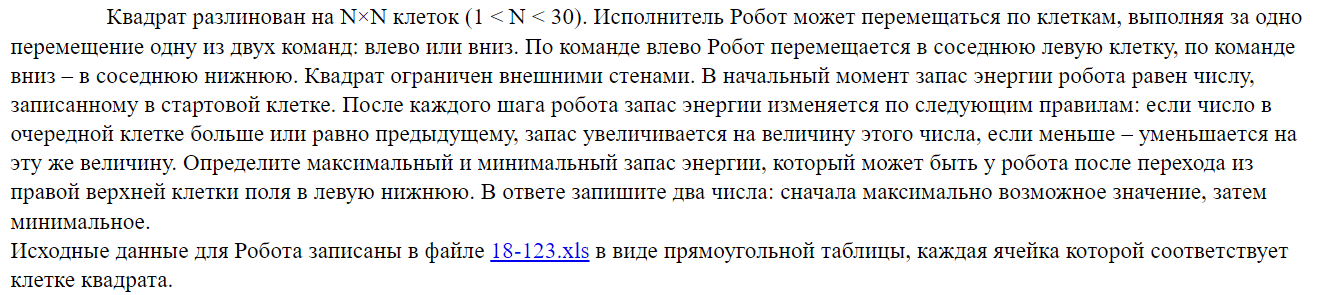 Квадрат разлинован на N×N клеток (1 < N < 30). Исполнитель Робот может перемещаться по клеткам, выполняя за одно
перемещение одну из двух команд: влево или вниз. По команде влево Робот перемещается в соседнюю левую клетку, по команде
вниз – в соседнюю нижнюю. Квадрат ограничен внешними стенами. В начальный момент запас энергии робота равен числу,
записанному в стартовой клетке. После каждого шага робота запас энергии изменяется по следующим правилам: если число в
очередной клетке больше или равно предыдущему, запас увеличивается на величину этого числа, если меньше – уменьшается на
эту же величину. Определите максимальный и минимальный запас энергии, который может быть у робота после перехода из
правой верхней клетки поля в левую нижнюю. В ответе запишите два числа: сначала максимально возможное значение, затем
минимальное.
Исходные данные для Робота записаны в файле 18-123.xls в виде прямоугольной таблицы, каждая ячейка которой соответствует
клетке квадрата.